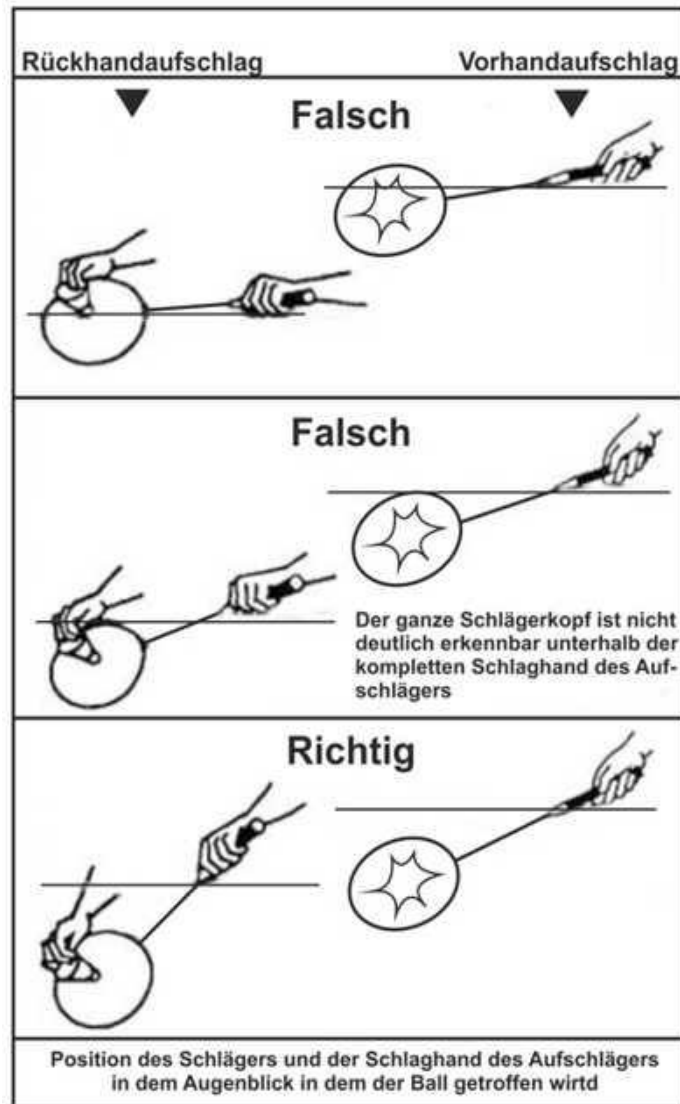 Rückhandaufschlag Vorhandaufschlag
Falsch
Falsch
Der ganze Schlägerkopf ist nicht
deutlich erkennbar unterhalb der
kompletten Schlaghand des Auf-
schlägers
Richtig
Position des Schlägers und der Schlaghand des Aufschlägers
in dem Augenblick in dem der Ball getroffen wirtd